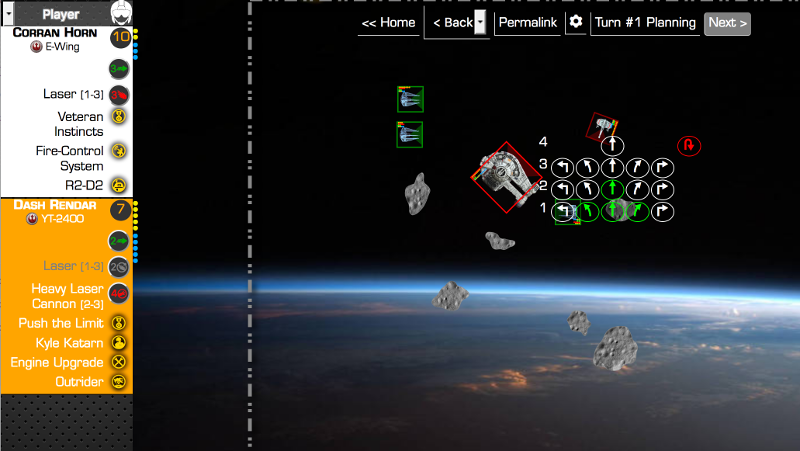 Player
<< Home
< Back
Permalink
Turn #1 Planning
Next >
CORRAN HORN
10
E-Wing
3
Laser [1-3]
3
Veteran
Instincts
Fire-Control
System
R2-D2
DASH RENDAR
7
YT-2400
2
Laser [1-3]
2
Heavy Laser
Cannon [2-3]
4
Push the Limit
Kyle Katarn
Engine Upgrade
Outrider
4
3
2
1